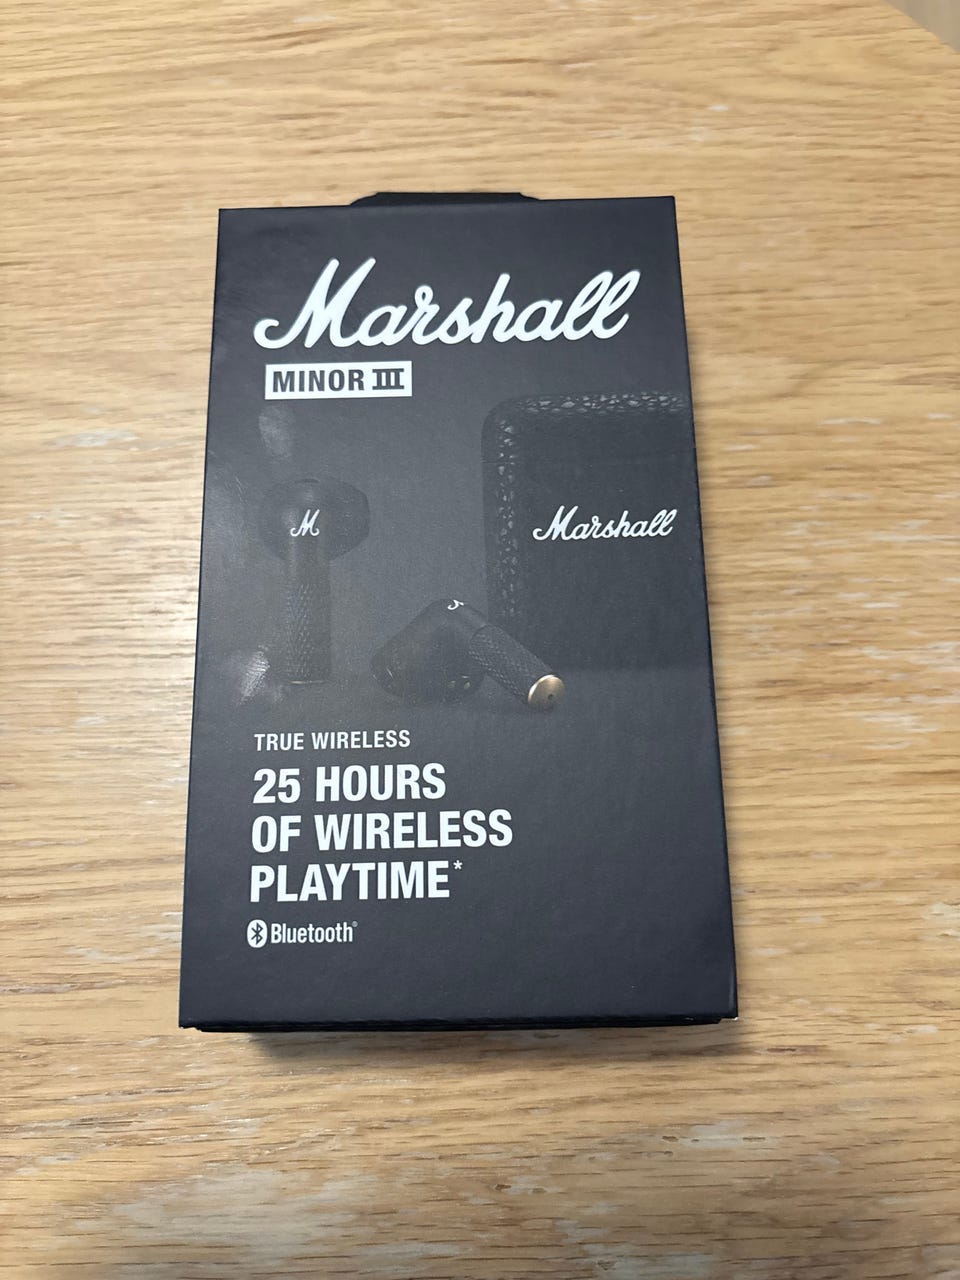 Marshall
MINOR III
M
Marshall
TRUE WIRELESS
25 HOURS
OF WIRELESS
PLAYTIME*
Bluetooth®